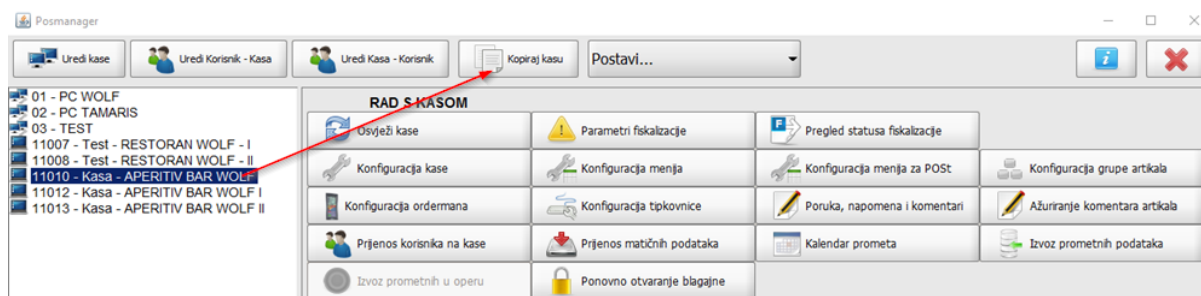 Posmanager
Uredi kase
Uredi Korisnik - Kasa
Uredi Kasa - Korisnik
Kopiraj kasu
Postavi...
01 - PC WOLF
02 - PC TAMARIS
03 - TEST
11007 - Test - RESTORAN WOLF - I
11008 - Test - RESTORAN WOLF - II
11010 - Kasa - APERITIV BAR WOLF
11012 - Kasa - APERITIV BAR WOLF I
11013 - Kasa - APERITIV BAR WOLF II
RAD S KASOM
Osvježi kase
Parametri fiskalizacije
Pregled statusa fiskalizacije
Konfiguracija kase
Konfiguracija menija
Konfiguracija menija za POSt
Konfiguracija grupe artikala
Konfiguracija ordermana
Konfiguracija tipkovnice
Poruka, napomena i komentari
Ažuriranje komentara artikala
Prijenos korisnika na kase
Prijenos matičnih podataka
Kalendar prometa
Izvoz prometnih podataka
Izvoz prometnih u operu
Ponovno otvaranje blagajne